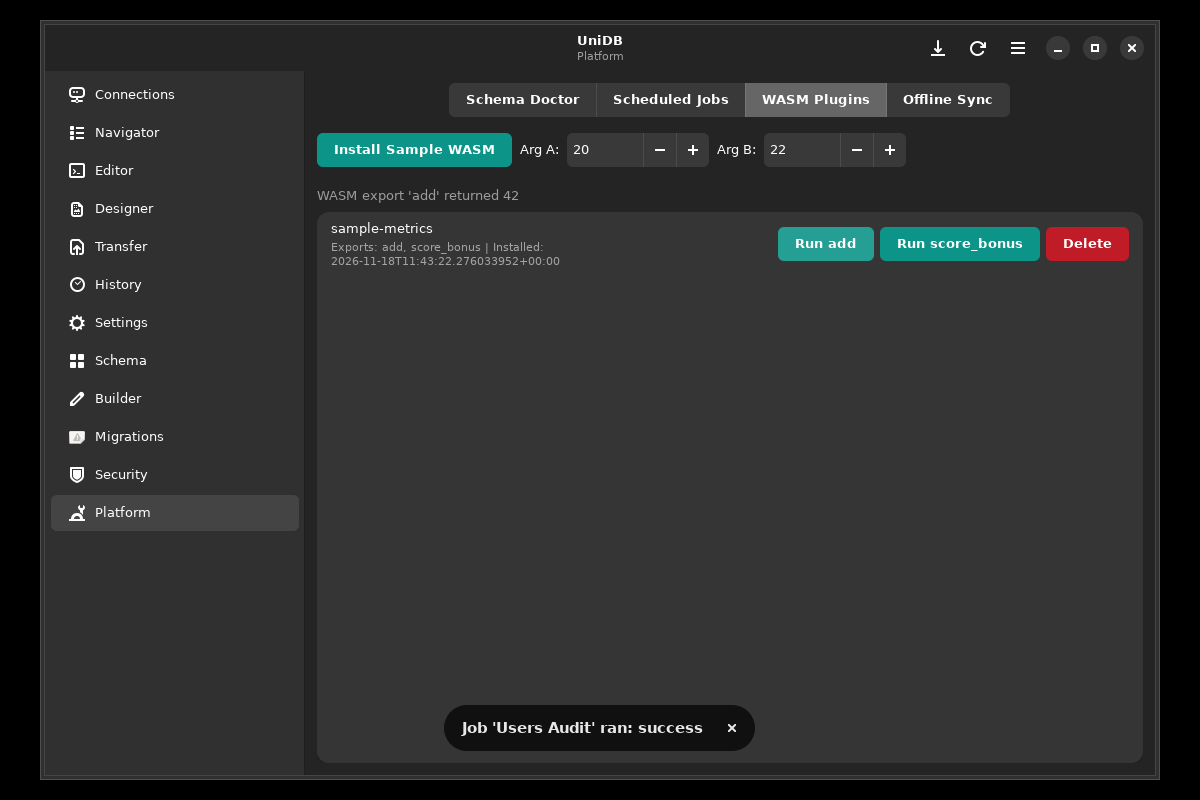 UniDB
Platform
Connections
Navigator
Editor
Designer
Transfer
History
Settings
Schema
Builder
Migrations
Security
Platform
Schema Doctor
Scheduled Jobs
WASM Plugins
Offline Sync
Install Sample WASM
Arg A:
20
Arg B:
22
WASM export 'add' returned 42
sample-metrics
Exports: add, score_bonus | Installed:
2026-11-18T11:43:22.276033952+00:00
Run add
Run score_bonus
Delete
Job 'Users Audit' ran: success